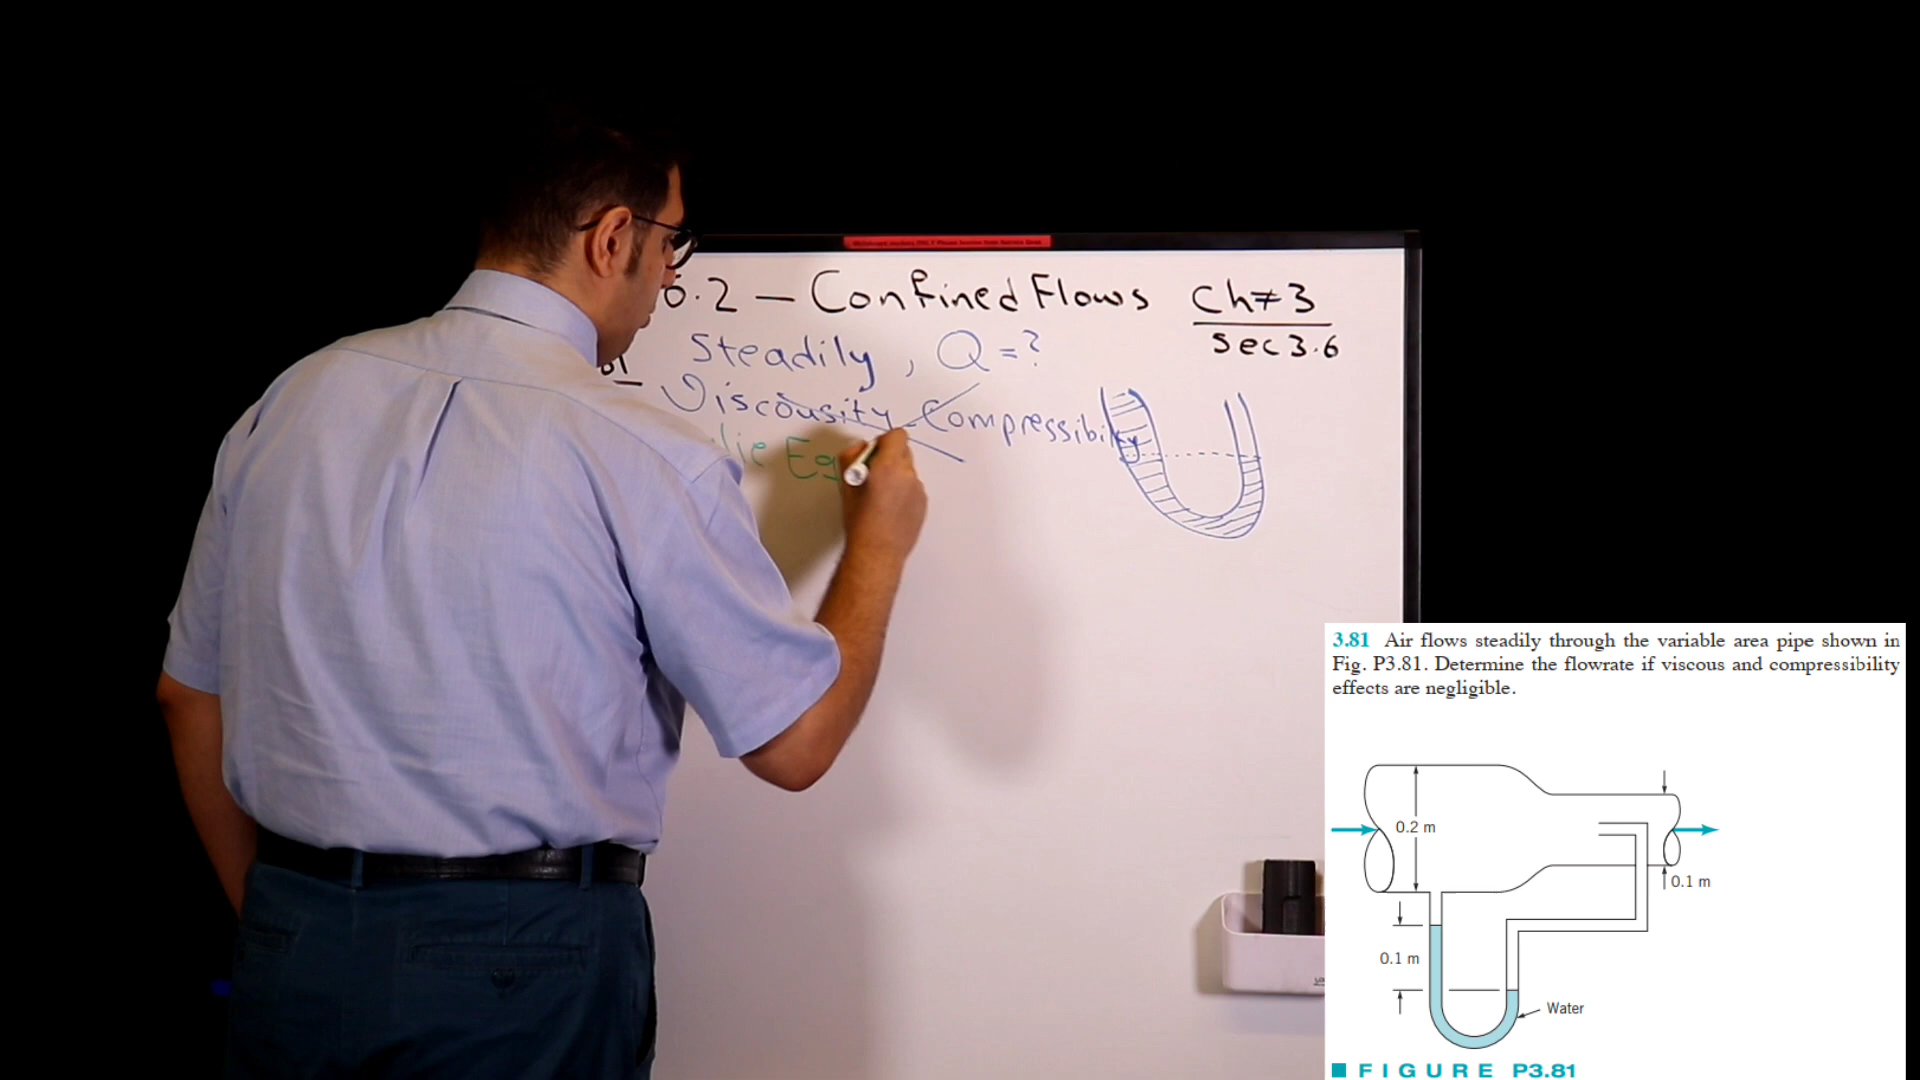 6.2 — Confined Flows
Ch≠3
Sec 3.6
Steadily, Q = ?
Viscousity Compressibility
Eq
3.81 Air flows steadily through the variable area pipe shown in
Fig. P3.81. Determine the flowrate if viscous and compressibility
effects are negligible.
0.2 m
0.1 m
0.1 m
Water
FIGURE P3.81